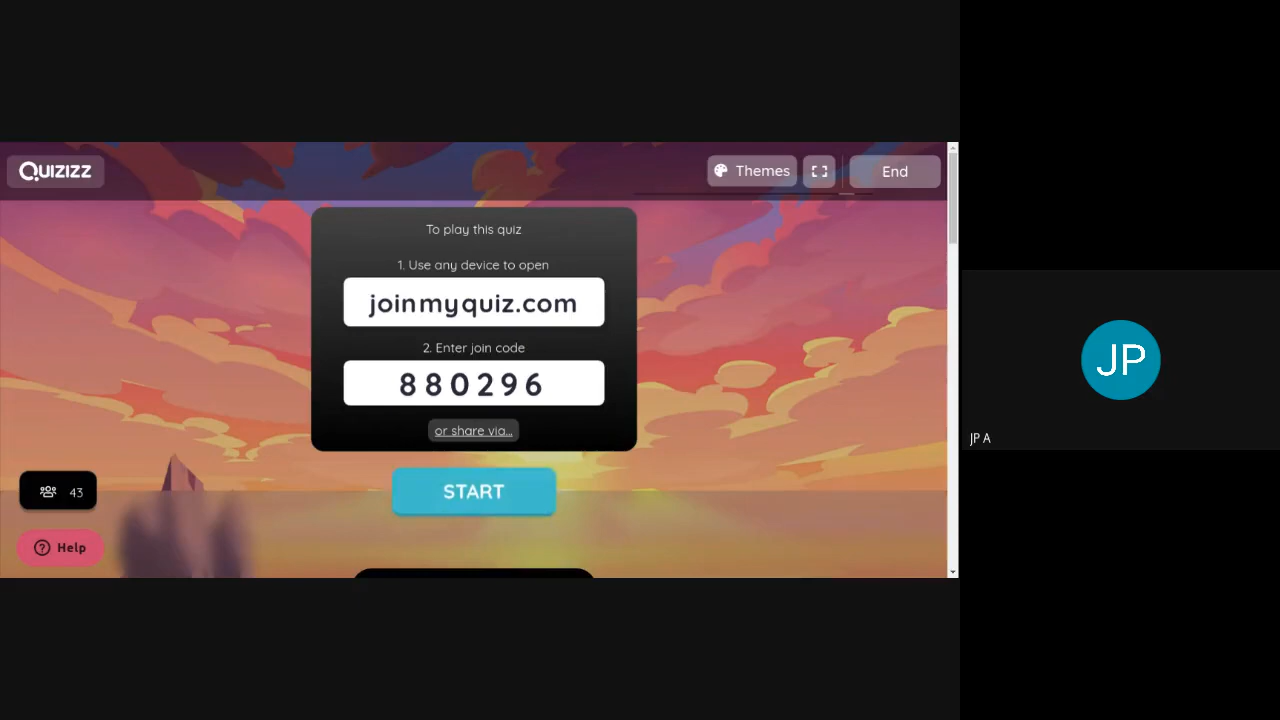 QUIZIZZ
Themes
End
To play this quiz
1. Use any device to open
joinmyquiz.com
2. Enter join code
880296
or share via...
START
43
Help
JP
JP A